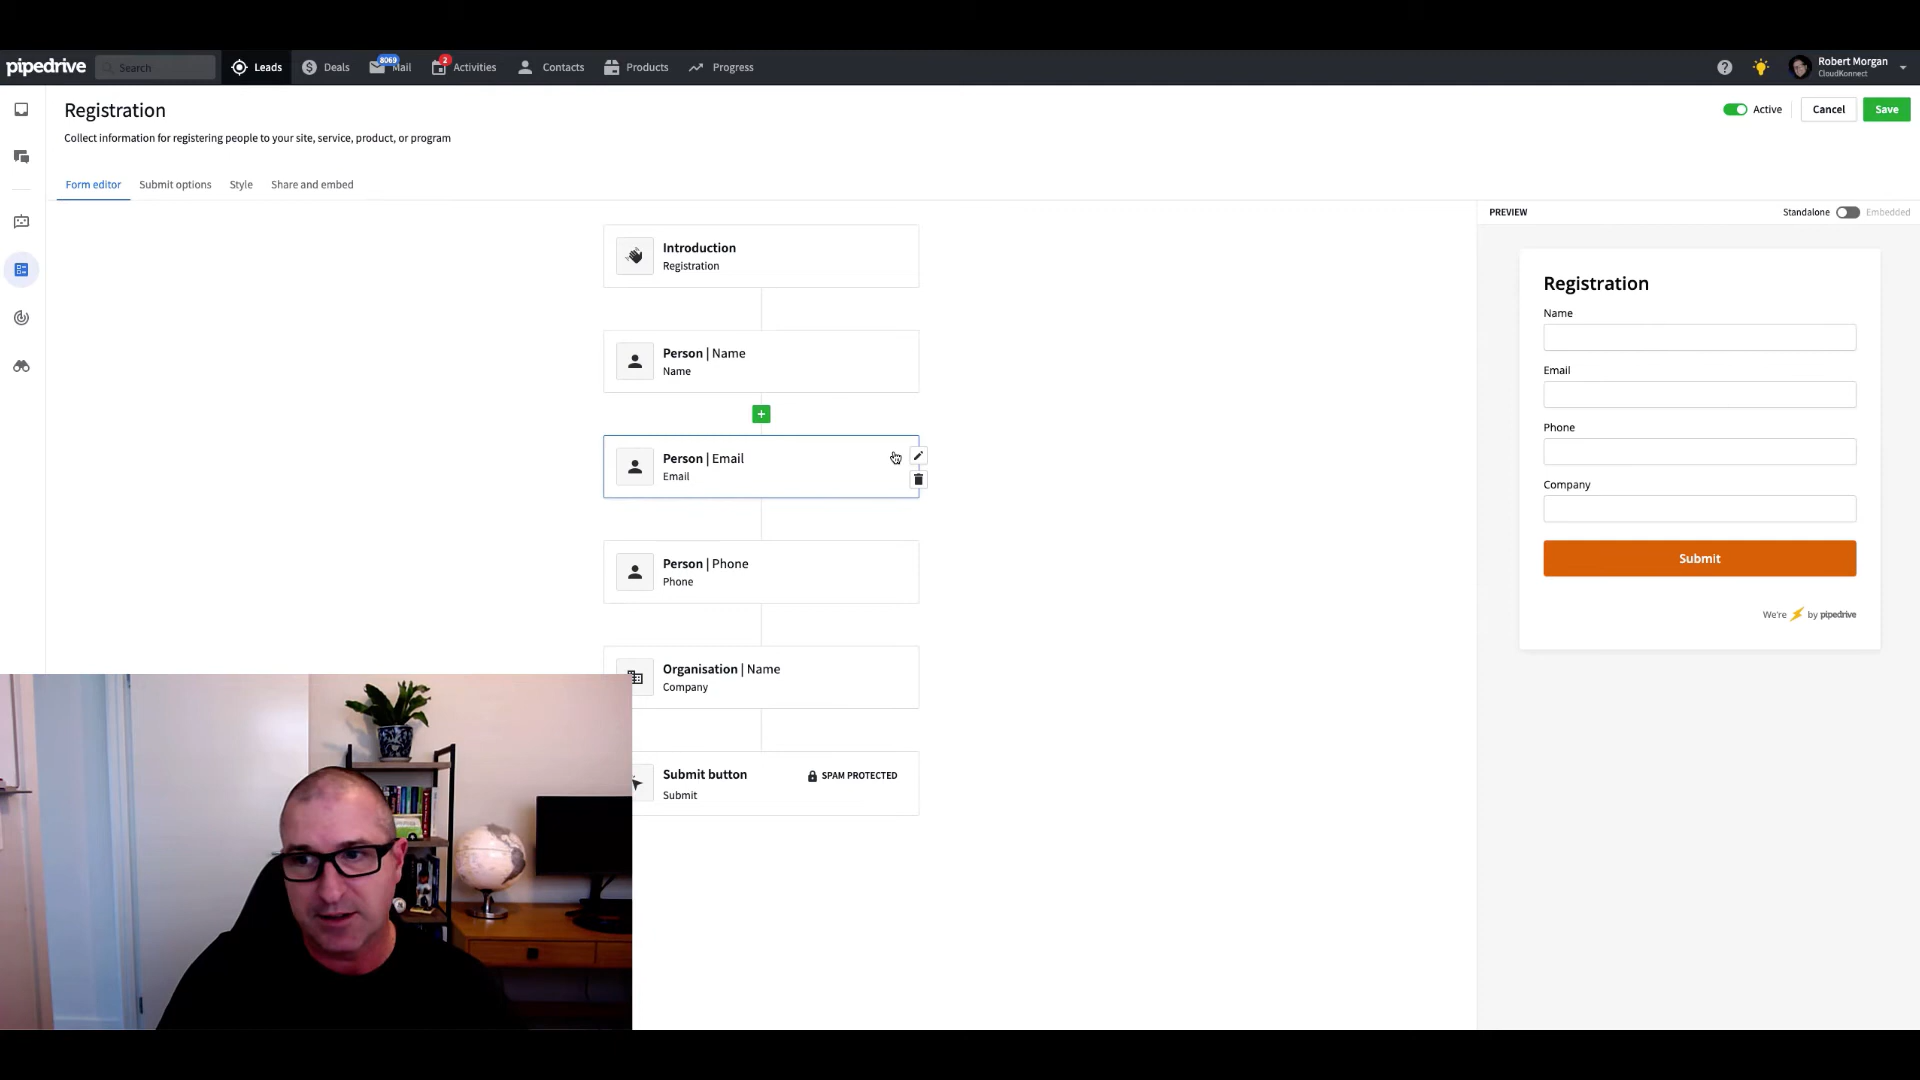 pipedrive
Search
Leads
Deals
8069
Mail
2
Activities
Contacts
Products
Progress
Robert Morgan
CloudKonnect
Registration
Collect information for registering people to your site, service, product, or program
Active
Cancel
Save
Form editor
Submit options
Style
Share and embed
PREVIEW
Standalone
Embedded
Introduction
Registration
Person | Name
Name
Person | Email
Email
Person | Phone
Phone
Organisation | Name
Company
Submit button
SPAM PROTECTED
Submit
Registration
Name
Email
Phone
Company
Submit
We're ⚡ by pipedrive